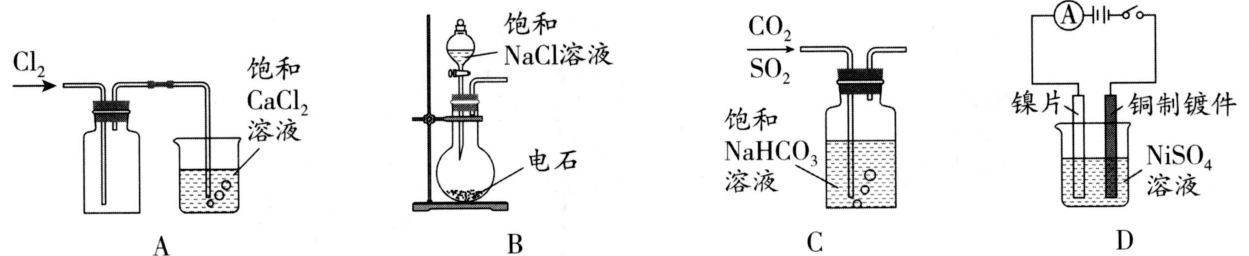 Cl₂
饱和
CaCl₂
溶液
A
饱和
NaCl溶液
电石
B
CO₂
SO₂
饱和
NaHCO₃
溶液
C
A
镍片
铜制镀件
NiSO₄
溶液
D